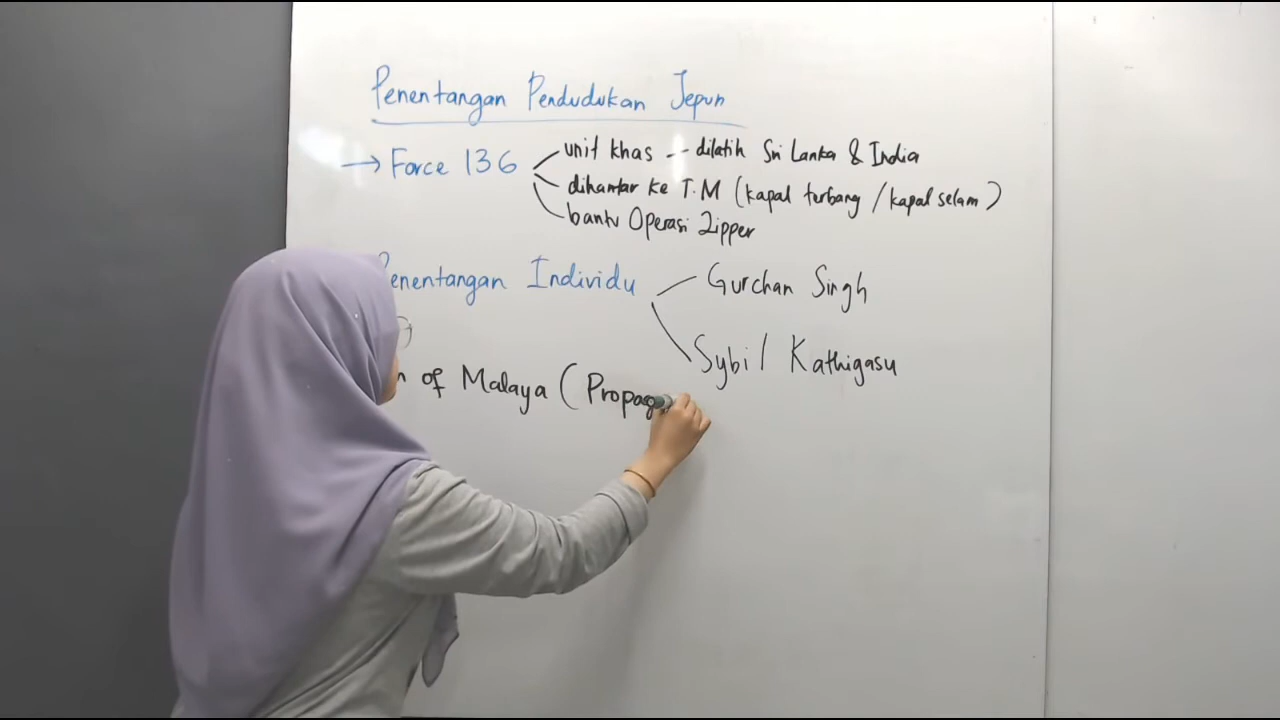 Penentangan Pendudukan Jepun
→ Force 136
unit khas -- dilatih Sri Lanka & India
dihantar ke T.M (kapal terbang / kapal selam)
bantu Operasi Zipper
Penentangan Individu
Gurchan Singh
Sybil Kathigasu
of Malaya (Propag